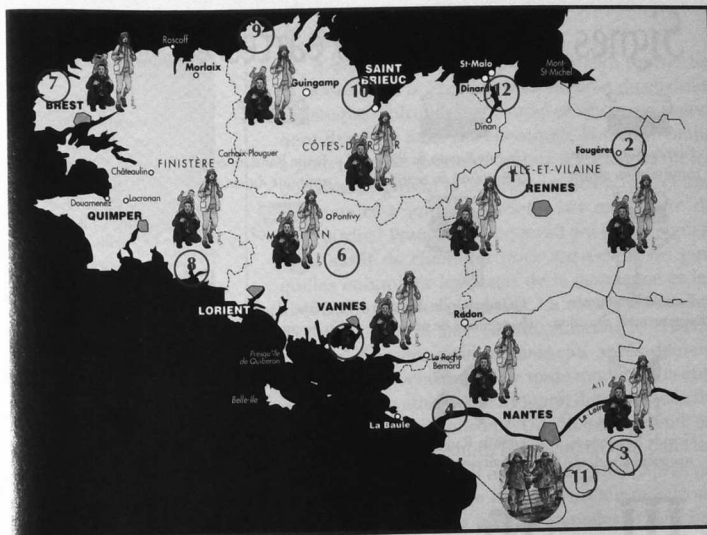 Roscoff
9
7
Morlaix
SAINT
BRIEUC
St-Malo
Mont
St-Michel
Guingamp
10
Dinard
12
BREST
Dinan
2
CÔTES-D
R
Fougères
Châteaulin
FINISTÈRE
Carhaix-Plouguer
1
ILLE-ET-VILAINE
RENNES
Douarnenez
Locronan
Pontivy
QUIMPER
M
N
6
8
LORIENT
VANNES
Redon
Presqu'île
de Quiberon
La Roche
Bernard
A 11
Belle-île
La Loire
4
NANTES
La Baule
3
11